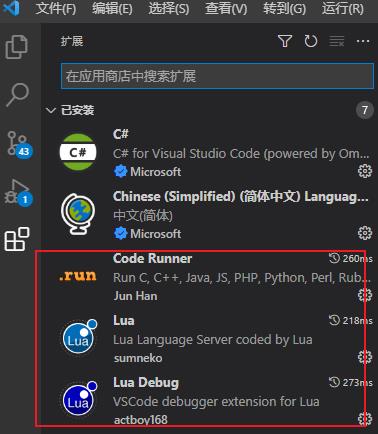 文件(F) 编辑(E) 选择(S) 查看(V) 转到(G) 运行(R)
扩展
在应用商店中搜索扩展
已安装 7
C#
C# for Visual Studio Code (powered by Om...
Microsoft
43
Chinese (Simplified) (简体中文) Languag...
中文(简体)
Microsoft
1
Code Runner 260ms
.run
Run C, C++, Java, JS, PHP, Python, Perl, Rub...
Jun Han
Lua 218ms
Lua
Lua Language Server coded by Lua
sumneko
Lua Debug 273ms
Lua
VSCode debugger extension for Lua
actboy168